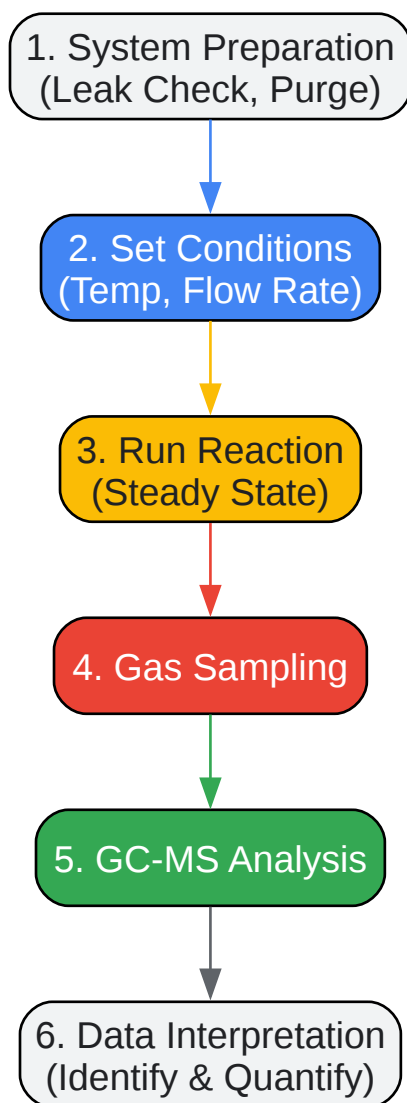 1. System Preparation
(Leak Check, Purge)
2. Set Conditions
(Temp, Flow Rate)
3. Run Reaction
(Steady State)
4. Gas Sampling
5. GC-MS Analysis
6. Data Interpretation
(Identify & Quantify)